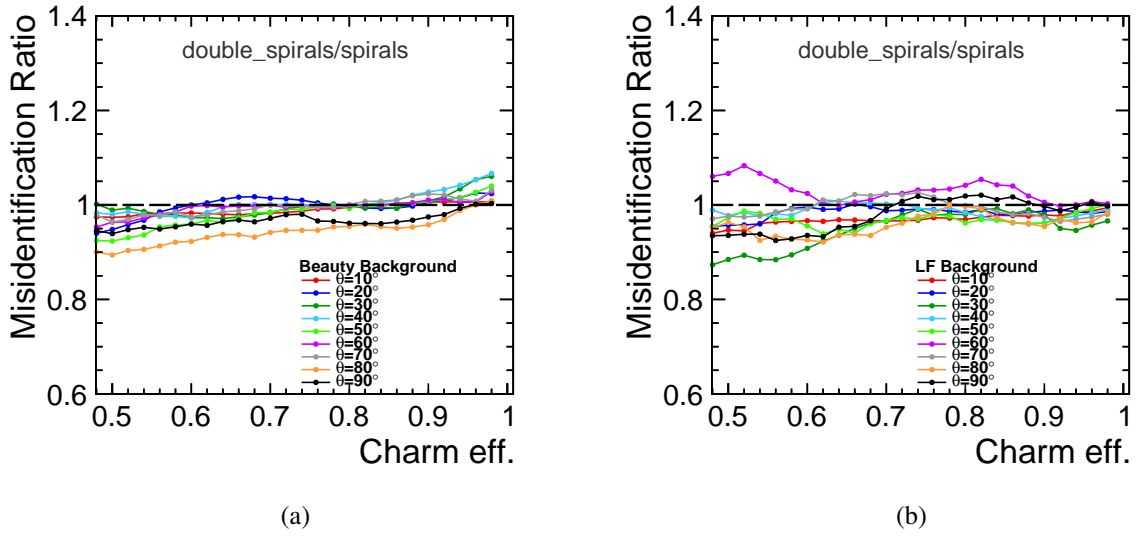 Misidentification Ratio
1.4
1.2
1
0.8
0.6
double_spirals/spirals
Beauty Background
θ=10°
θ=20°
θ=30°
θ=40°
θ=50°
θ=60°
θ=70°
θ=80°
θ=90°
0.5 0.6 0.7 0.8 0.9 1
Charm eff.
(a)
Misidentification Ratio
1.4
1.2
1
0.8
0.6
double_spirals/spirals
LF Background
θ=10°
θ=20°
θ=30°
θ=40°
θ=50°
θ=60°
θ=70°
θ=80°
θ=90°
0.5 0.6 0.7 0.8 0.9 1
Charm eff.
(b)